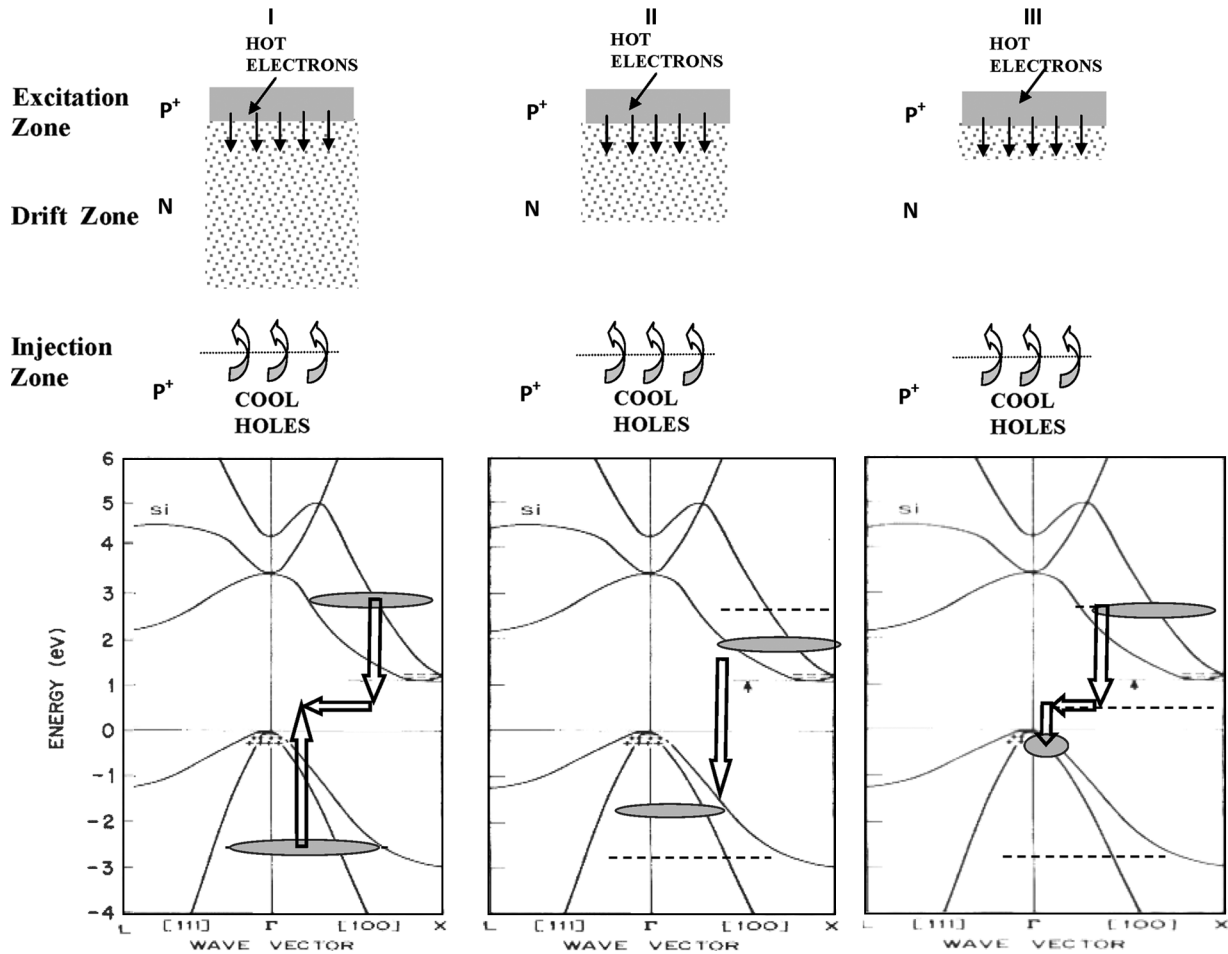 I
II
III
HOT
ELECTRONS
HOT
ELECTRONS
HOT
ELECTRONS
Excitation
Zone
P+
P+
P+
Drift Zone
N
N
N
Injection
Zone
P+
P+
P+
COOL
HOLES
COOL
HOLES
COOL
HOLES
ENERGY (eV)
6
5
4
3
2
1
0
-1
-2
-3
-4
Si
Si
Si
L [111] Γ [100] X
L [111] Γ [100] X
L [111] Γ [100] X
WAVE VECTOR
WAVE VECTOR
WAVE VECTOR